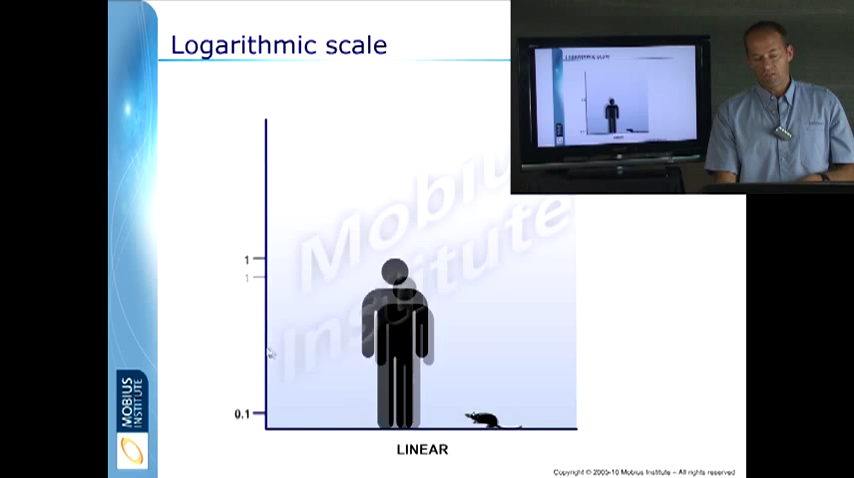 Logarithmic scale
Mobius
Institute
1
1
0.1
LINEAR
MOBIUS
INSTITUTE
Copyright © 2005-10 Mobius Institute – All rights reserved